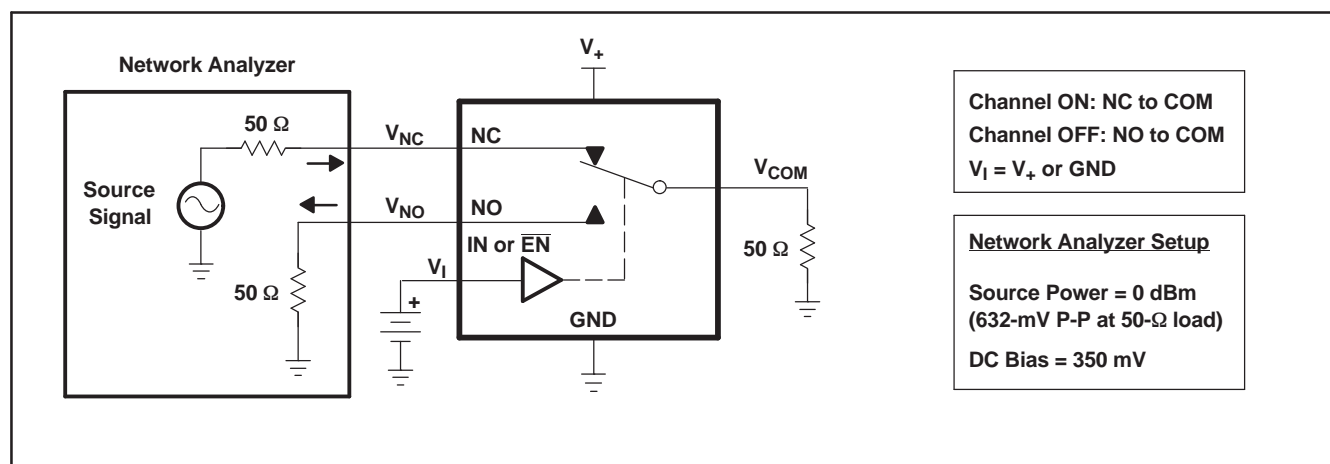 Network Analyzer
50 Ω
Source
Signal
50 Ω
V+
VNC
NC
VNO
NO
IN or E̅N̅
VI
+
GND
VCOM
50 Ω
Channel ON: NC to COM
Channel OFF: NO to COM
VI = V+ or GND
Network Analyzer Setup
Source Power = 0 dBm
(632-mV P-P at 50-Ω load)
DC Bias = 350 mV